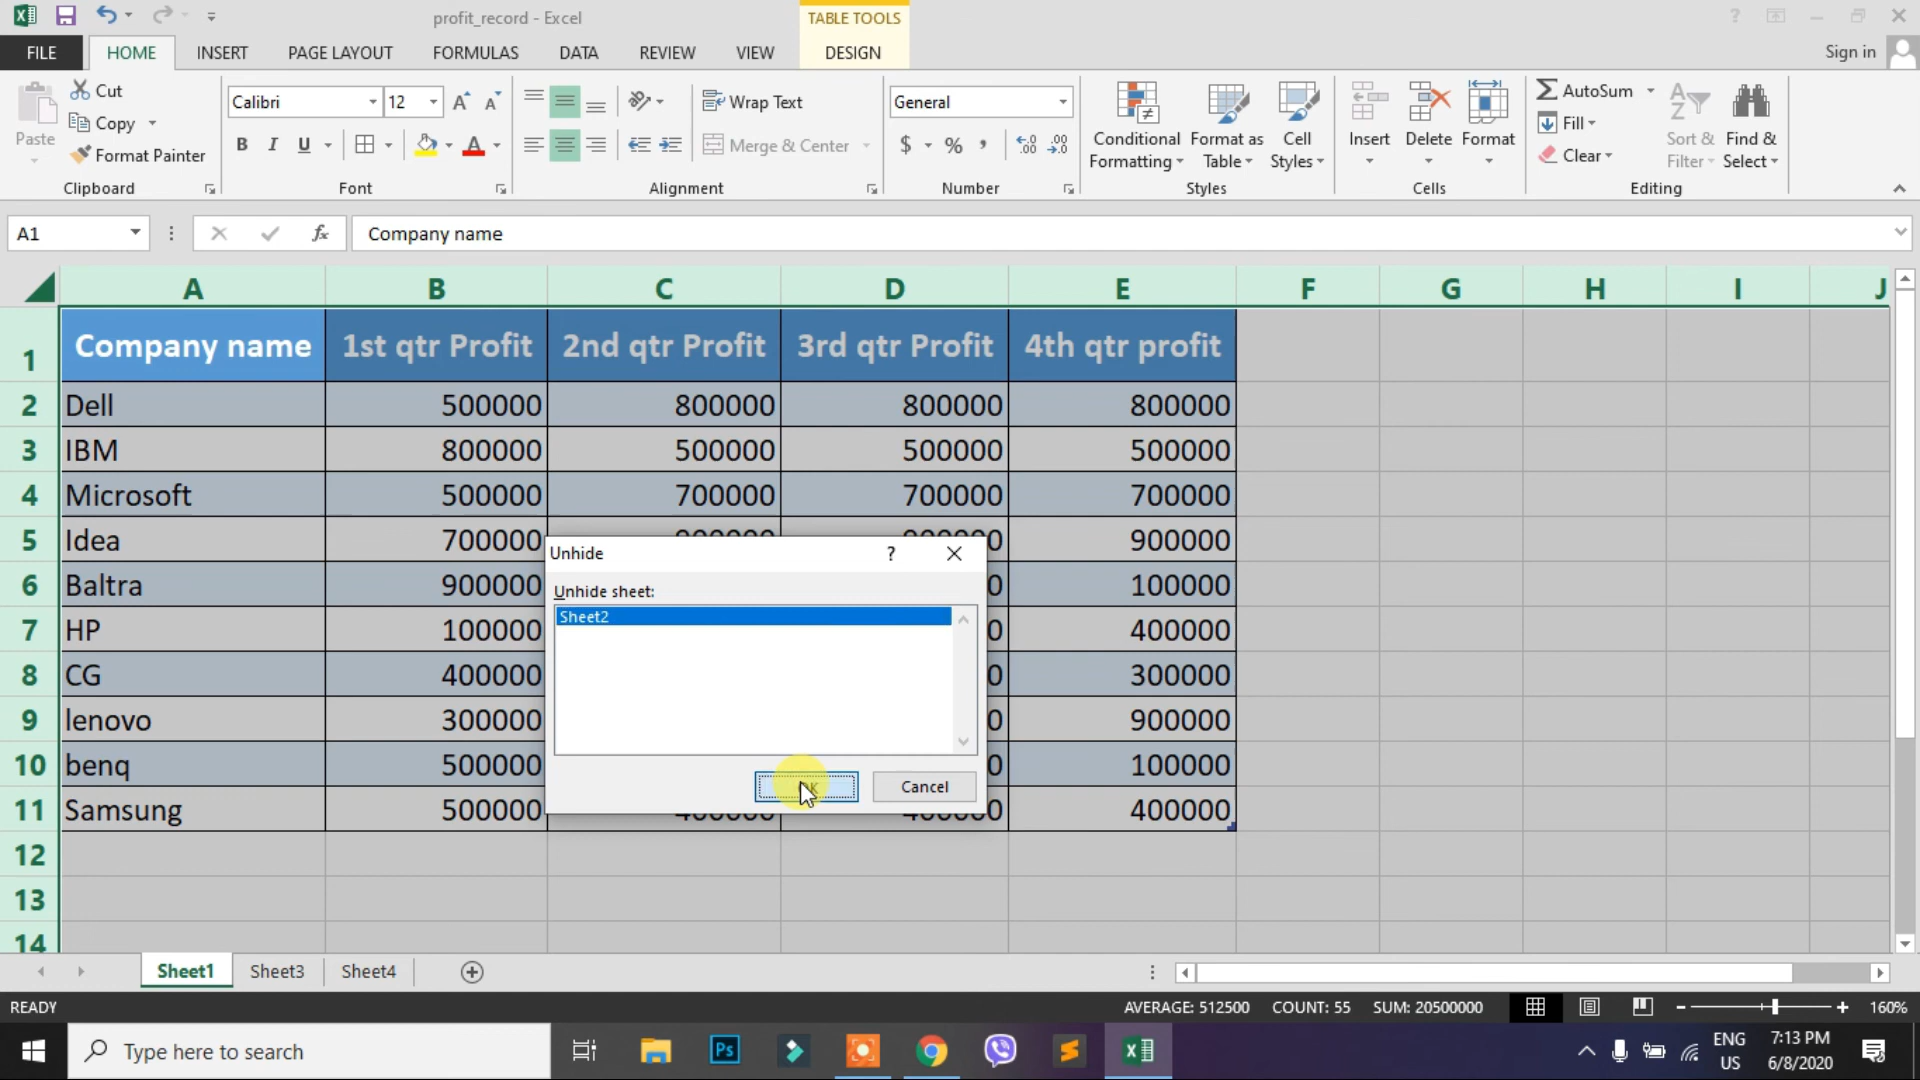 profit_record - Excel
TABLE TOOLS
FILE HOME INSERT PAGE LAYOUT FORMULAS DATA REVIEW VIEW DESIGN
Sign in
Paste
Cut
Copy
Format Painter
Clipboard
Calibri 12
B I U
Font
Wrap Text
Merge & Center
Alignment
General
$ %
Number
Conditional Formatting
Format as Table
Cell Styles
Styles
Insert
Delete
Format
Cells
AutoSum
Fill
Clear
Sort & Filter
Find & Select
Editing
A1
fx
Company name
A B C D E F G H I J
1 Company name 1st qtr Profit 2nd qtr Profit 3rd qtr Profit 4th qtr profit
2 Dell 500000 800000 800000 800000
3 IBM 800000 500000 500000 500000
4 Microsoft 500000 700000 700000 700000
5 Idea 700000 900000
6 Baltra 900000 100000
7 HP 100000 400000
8 CG 400000 300000
9 lenovo 300000 900000
10 benq 500000 100000
11 Samsung 500000 400000
12
13
14
Unhide ?
Unhide sheet:
Sheet2
Cancel
Sheet1 Sheet3 Sheet4
READY
AVERAGE: 512500 COUNT: 55 SUM: 20500000
160%
Type here to search
Ps
ENG
US
7:13 PM
6/8/2020